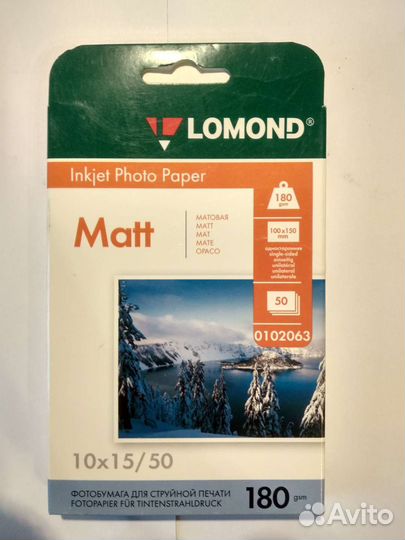 LOMOND®
Inkjet Photo Paper
Matt
МАТОВАЯ
MATT
MAT
MATE
OPACO
180
gsm
100x150
mm
односторонняя
single-sided
einseitig
unilatéral
unilateral
unilaterale
50
0102063
10x15/50
ФОТОБУМАГА ДЛЯ СТРУЙНОЙ ПЕЧАТИ
FOTOPAPIER FÜR TINTENSTRAHLDRUCK
180 gsm
Avito